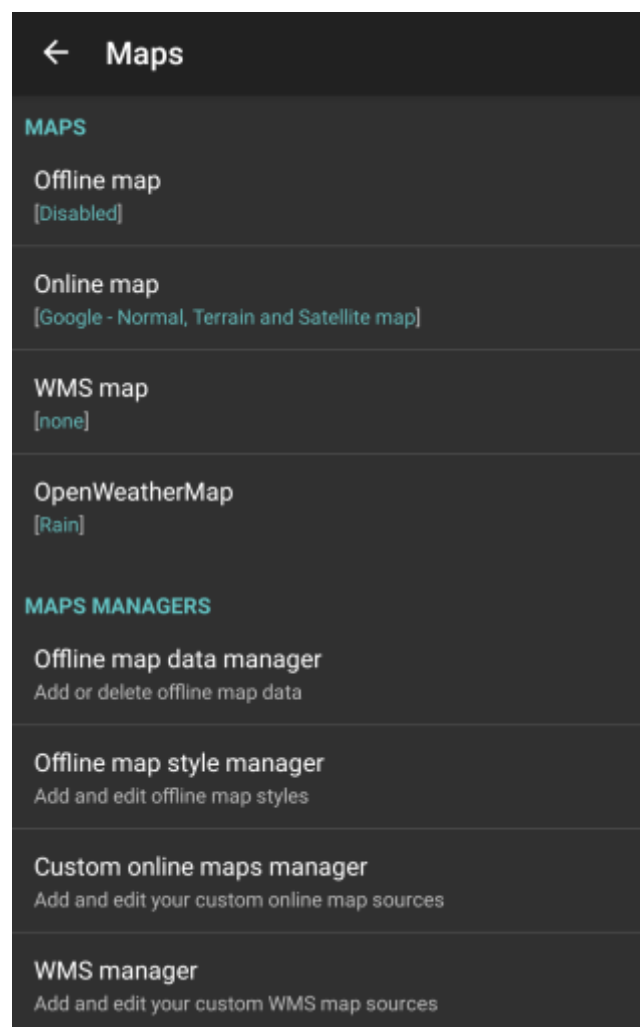 Maps
MAPS
Offline map
[Disabled]
Online map
[Google - Normal, Terrain and Satellite map]
WMS map
[none]
OpenWeatherMap
[Rain]
MAPS MANAGERS
Offline map data manager
Add or delete offline map data
Offline map style manager
Add and edit offline map styles
Custom online maps manager
Add and edit your custom online map sources
WMS manager
Add and edit your custom WMS map sources